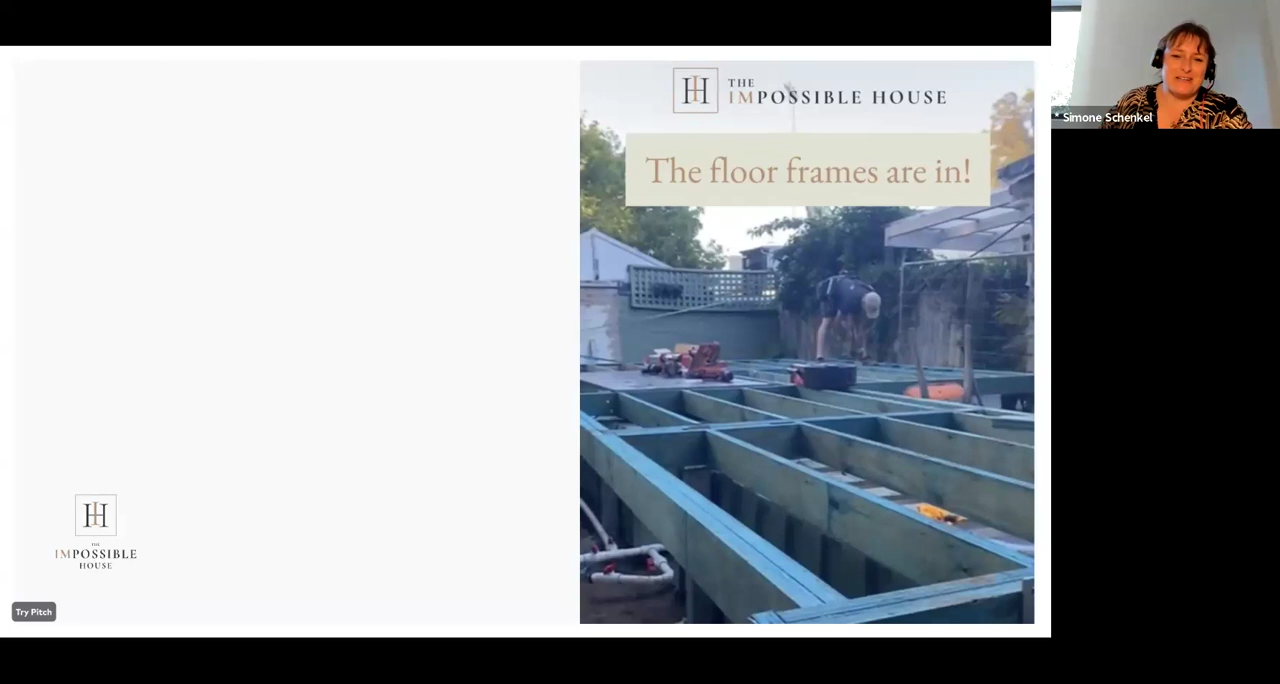 THE
IMPOSSIBLE HOUSE
The floor frames are in!
Simone Schenkel
THE
IMPOSSIBLE
HOUSE
Try Pitch